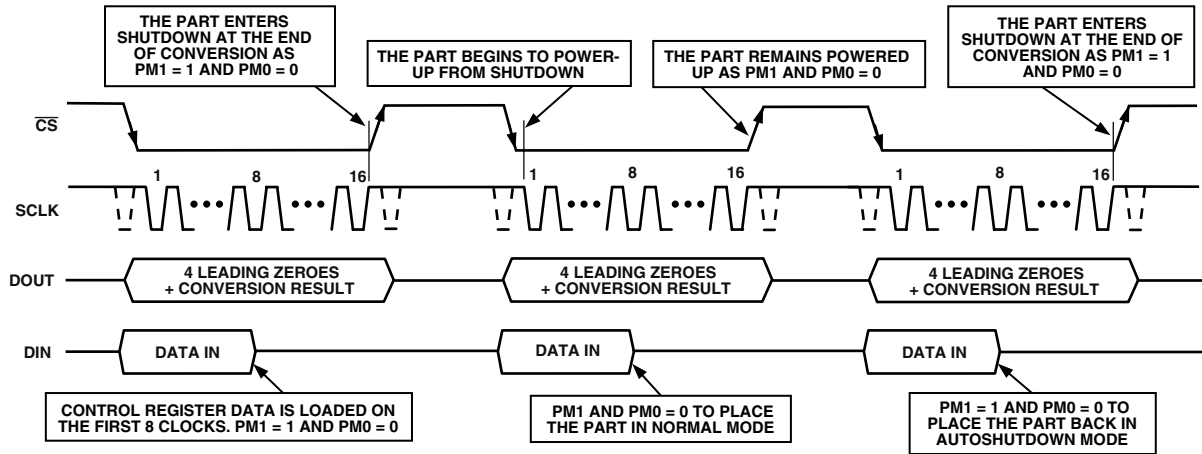 THE PART ENTERS
SHUTDOWN AT THE END
OF CONVERSION AS
PM1 = 1 AND PM0 = 0
THE PART BEGINS TO POWER-
UP FROM SHUTDOWN
THE PART REMAINS POWERED
UP AS PM1 AND PM0 = 0
THE PART ENTERS
SHUTDOWN AT THE END OF
CONVERSION AS PM1 = 1
AND PM0 = 0
CS
1 8 16 1 8 16 1 8 16
SCLK
DOUT
4 LEADING ZEROES
+ CONVERSION RESULT
4 LEADING ZEROES
+ CONVERSION RESULT
4 LEADING ZEROES
+ CONVERSION RESULT
DIN
DATA IN
DATA IN
DATA IN
CONTROL REGISTER DATA IS LOADED ON
THE FIRST 8 CLOCKS. PM1 = 1 AND PM0 = 0
PM1 AND PM0 = 0 TO PLACE
THE PART IN NORMAL MODE
PM1 = 1 AND PM0 = 0 TO
PLACE THE PART BACK IN
AUTOSHUTDOWN MODE